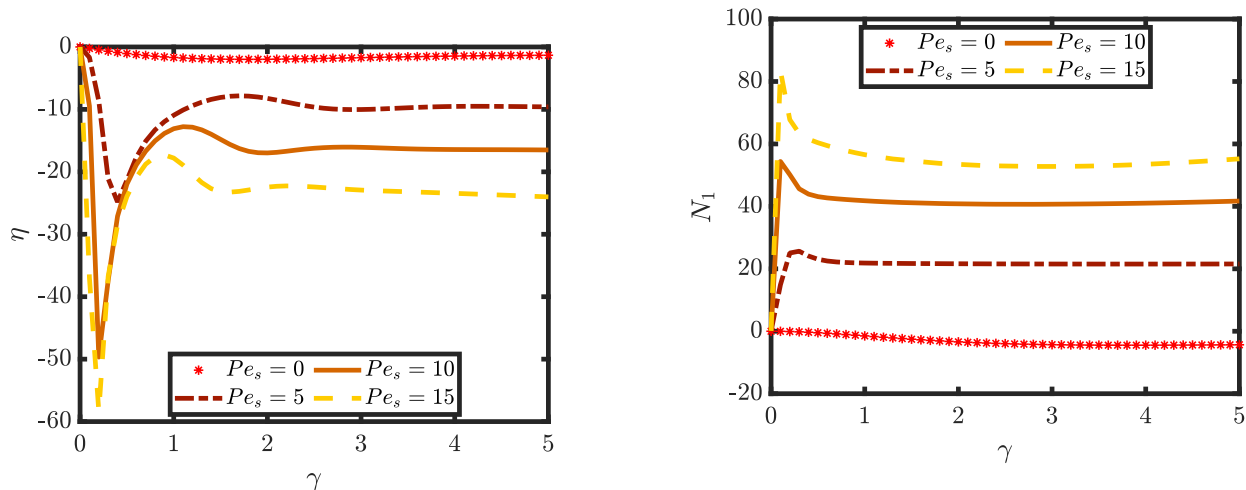 0
-10
-20
-30
-40
-50
-60
η
0 1 2 3 4 5
γ
Pe_s = 0 Pe_s = 10
Pe_s = 5 Pe_s = 15
100
80
60
40
20
0
-20
N_1
0 1 2 3 4 5
γ
Pe_s = 0 Pe_s = 10
Pe_s = 5 Pe_s = 15